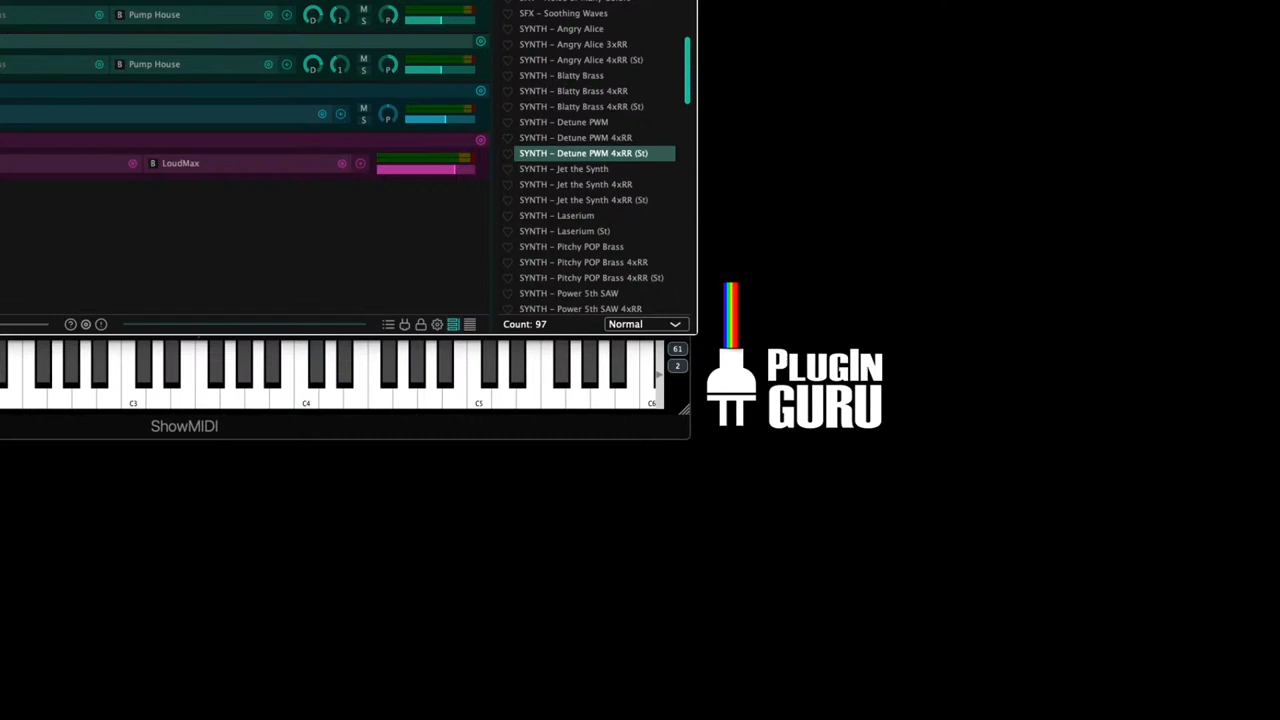 Pump House
M
S
D
1
P
Pump House
M
S
D
1
P
M
S
P
LoudMax
SFX – Soothing Waves
SYNTH – Angry Alice
SYNTH – Angry Alice 3xRR
SYNTH – Angry Alice 4xRR (St)
SYNTH – Blatty Brass
SYNTH – Blatty Brass 4xRR
SYNTH – Blatty Brass 4xRR (St)
SYNTH – Detune PWM
SYNTH – Detune PWM 4xRR
SYNTH – Detune PWM 4xRR (St)
SYNTH – Jet the Synth
SYNTH – Jet the Synth 4xRR
SYNTH – Jet the Synth 4xRR (St)
SYNTH – Laserium
SYNTH – Laserium (St)
SYNTH – Pitchy POP Brass
SYNTH – Pitchy POP Brass 4xRR
SYNTH – Pitchy POP Brass 4xRR (St)
SYNTH – Power 5th SAW
SYNTH – Power 5th SAW 4xRR
Count: 97
Normal
61
2
C3
C4
C5
C6
ShowMIDI
PlugIn
GURU